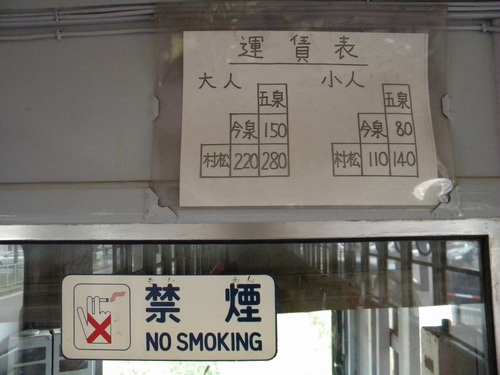 運賃表
大人 小人
五泉 五泉
今泉 150 今泉 80
村松 220 280 村松 110 140
禁煙
NO SMOKING